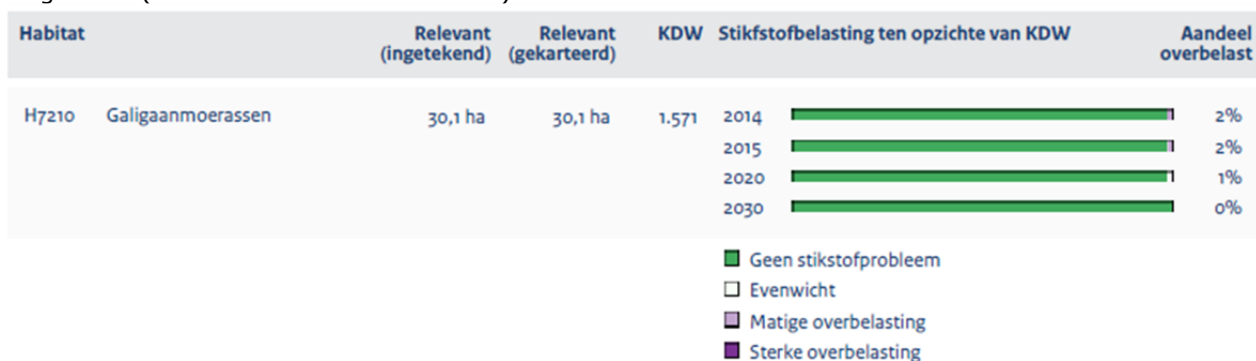 Habitat Relevant (ingetekend) Relevant (gekarteerd) KDW Stikfstofbelasting ten opzichte van KDW Aandeel overbelast
H7210 Galigaanmoerassen 30,1 ha 30,1 ha 1.571 2014 2%
2015 2%
2020 1%
2030 0%
Geen stikstofprobleem
Evenwicht
Matige overbelasting
Sterke overbelasting